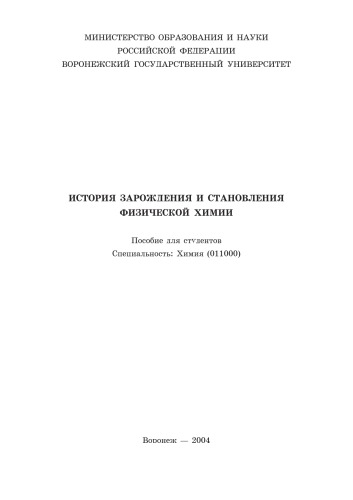 МИНИСТЕРСТВО ОБРАЗОВАНИЯ И НАУКИ
РОССИЙСКОЙ ФЕДЕРАЦИИ
ВОРОНЕЖСКИЙ ГОСУДАРСТВЕННЫЙ УНИВЕРСИТЕТ
ИСТОРИЯ ЗАРОЖДЕНИЯ И СТАНОВЛЕНИЯ
ФИЗИЧЕСКОЙ ХИМИИ
Пособие для студентов
Специальность: Химия (011000)
Воронеж — 2004